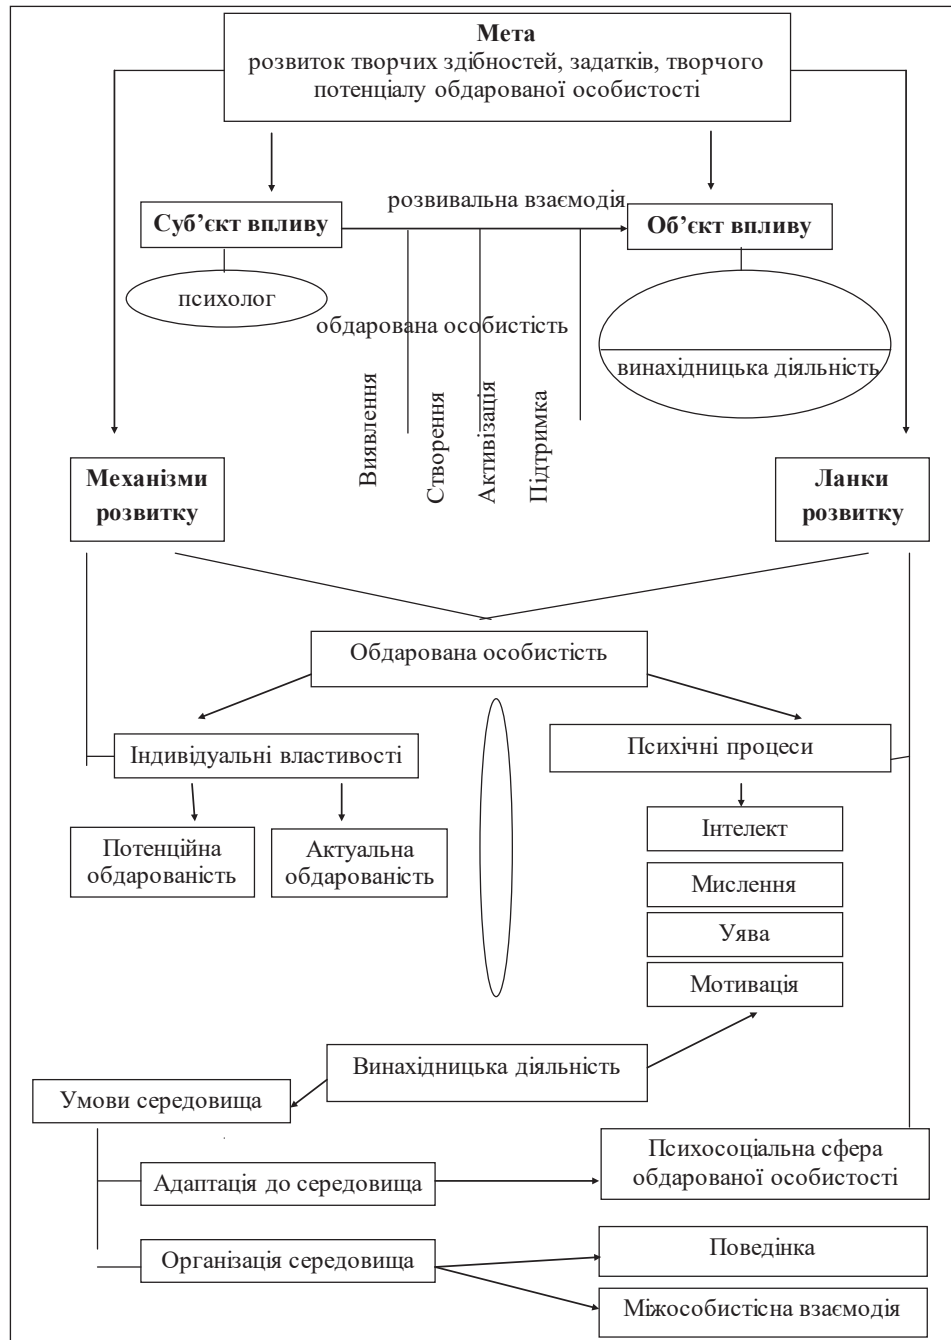 Мета
розвиток творчих здібностей, задатків, творчого
потенціалу обдарованої особистості
розвивальна взаємодія
Суб’єкт впливу
Об’єкт впливу
психолог
обдарована особистість
винахідницька діяльність
Виявлення
Створення
Активізація
Підтримка
Механізми
розвитку
Ланки
розвитку
Обдарована особистість
Індивідуальні властивості
Психічні процеси
Потенційна
обдарованість
Актуальна
обдарованість
Інтелект
Мислення
Уява
Мотивація
Винахідницька діяльність
Умови середовища
Психосоціальна сфера
обдарованої особистості
Адаптація до середовища
Організація середовища
Поведінка
Міжособистісна взаємодія